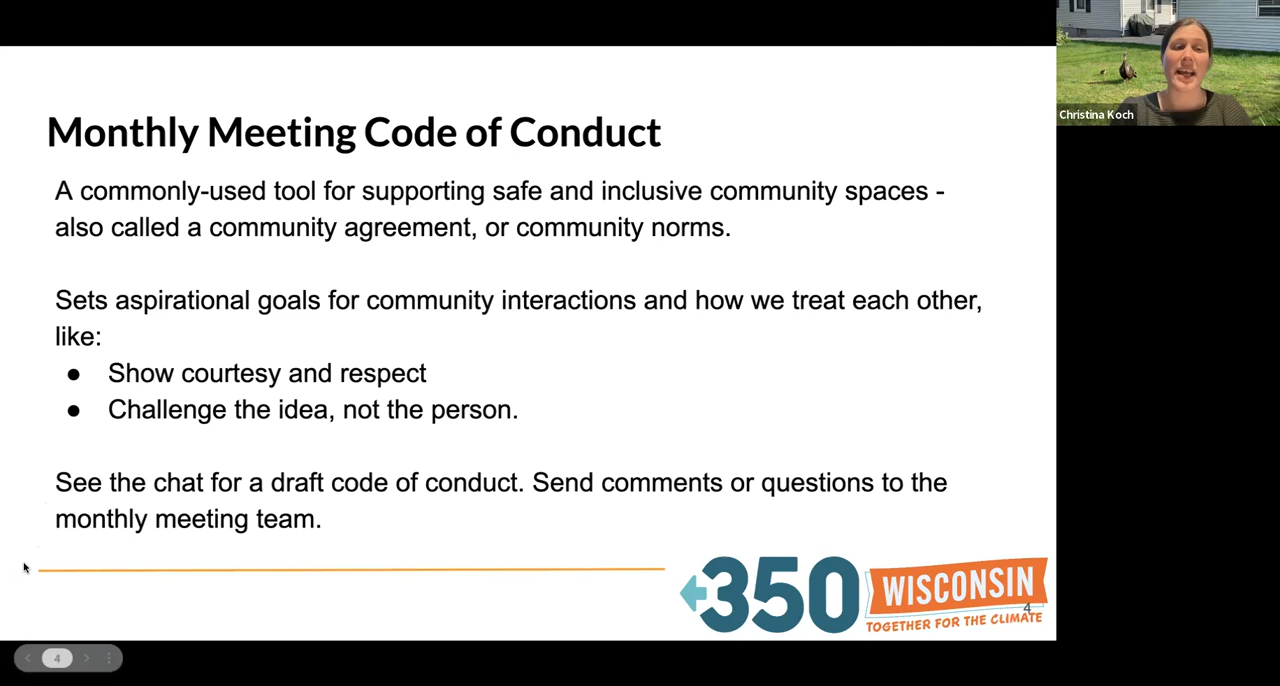 Monthly Meeting Code of Conduct
A commonly-used tool for supporting safe and inclusive community spaces -
also called a community agreement, or community norms.
Sets aspirational goals for community interactions and how we treat each other,
like:
● Show courtesy and respect
● Challenge the idea, not the person.
See the chat for a draft code of conduct. Send comments or questions to the
monthly meeting team.
350 WISCONSIN
4
TOGETHER FOR THE CLIMATE
4
Christina Koch